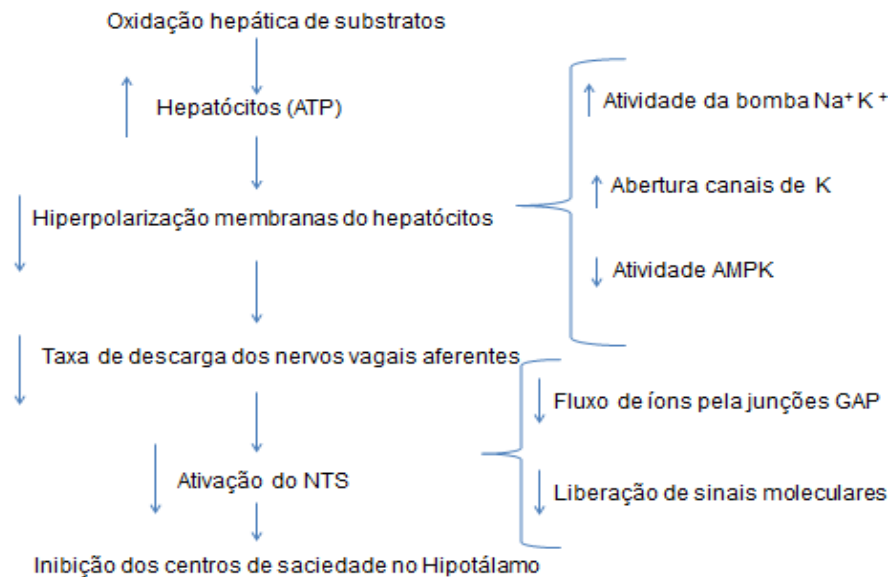 Oxidação hepática de substratos
Hepatócitos (ATP)
Hiperpolarização membranas do hepatócitos
Taxa de descarga dos nervos vagais aferentes
Ativação do NTS
Inibição dos centros de saciedade no Hipotálamo
Atividade da bomba Na⁺ K⁺
Abertura canais de K
Atividade AMPK
Fluxo de íons pela junções GAP
Liberação de sinais moleculares